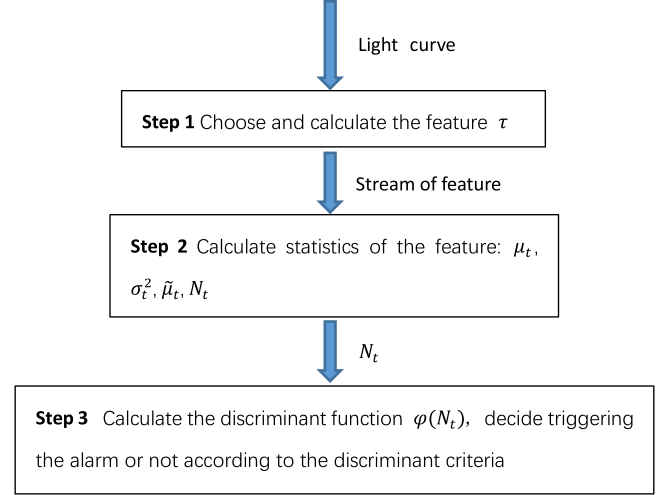 Light curve
Step 1 Choose and calculate the feature τ
Stream of feature
Step 2 Calculate statistics of the feature: μ_t,
σ_t^2, μ̃_t, N_t
N_t
Step 3 Calculate the discriminant function φ(N_t), decide triggering
the alarm or not according to the discriminant criteria